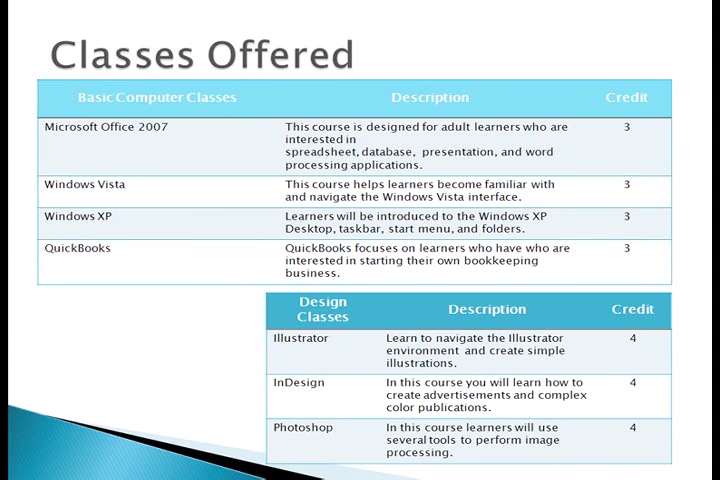 Classes Offered
Basic Computer Classes Description Credit
Microsoft Office 2007 This course is designed for adult learners who are 3
interested in
spreadsheet, database, presentation, and word
processing applications.
Windows Vista This course helps learners become familiar with 3
and navigate the Windows Vista interface.
Windows XP Learners will be introduced to the Windows XP 3
Desktop, taskbar, start menu, and folders.
QuickBooks QuickBooks focuses on learners who have who are 3
interested in starting their own bookkeeping
business.
Design
Classes Description Credit
Illustrator Learn to navigate the Illustrator 4
environment and create simple
illustrations.
InDesign In this course you will learn how to 4
create advertisements and complex
color publications.
Photoshop In this course learners will use 4
several tools to perform image
processing.